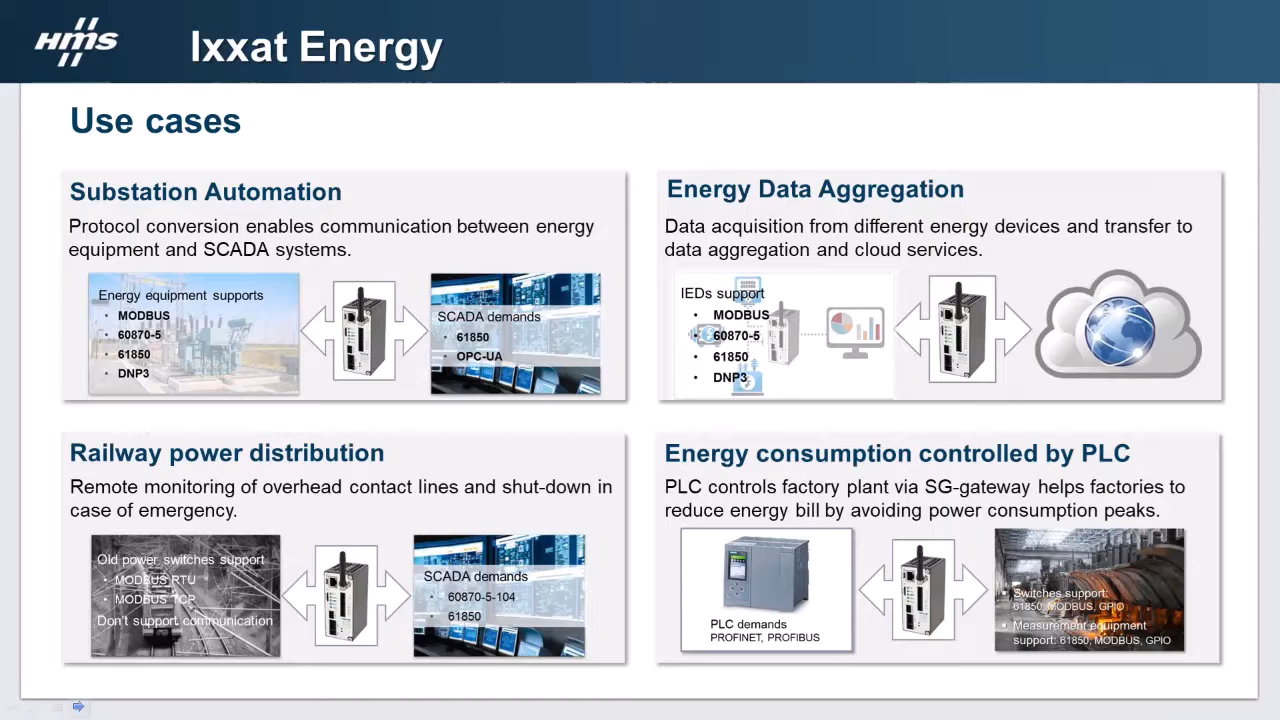 HMS
Ixxat Energy
Use cases
Substation Automation
Protocol conversion enables communication between energy
equipment and SCADA systems.
Energy equipment supports
• MODBUS
• 60870-5
• 61850
• DNP3
SCADA demands
• 61850
• OPC-UA
Energy Data Aggregation
Data acquisition from different energy devices and transfer to
data aggregation and cloud services.
IEDs support
• MODBUS
• 60870-5
• 61850
• DNP3
Railway power distribution
Remote monitoring of overhead contact lines and shut-down in
case of emergency.
Old power switches support
• MODBUS RTU
• MODBUS TCP
Don't support communication
SCADA demands
• 60870-5-104
• 61850
Energy consumption controlled by PLC
PLC controls factory plant via SG-gateway helps factories to
reduce energy bill by avoiding power consumption peaks.
PLC demands
PROFINET, PROFIBUS
▪ Switches support:
61850, MODBUS, GPIO
▪ Measurement equipment
support: 61850, MODBUS, GPIO